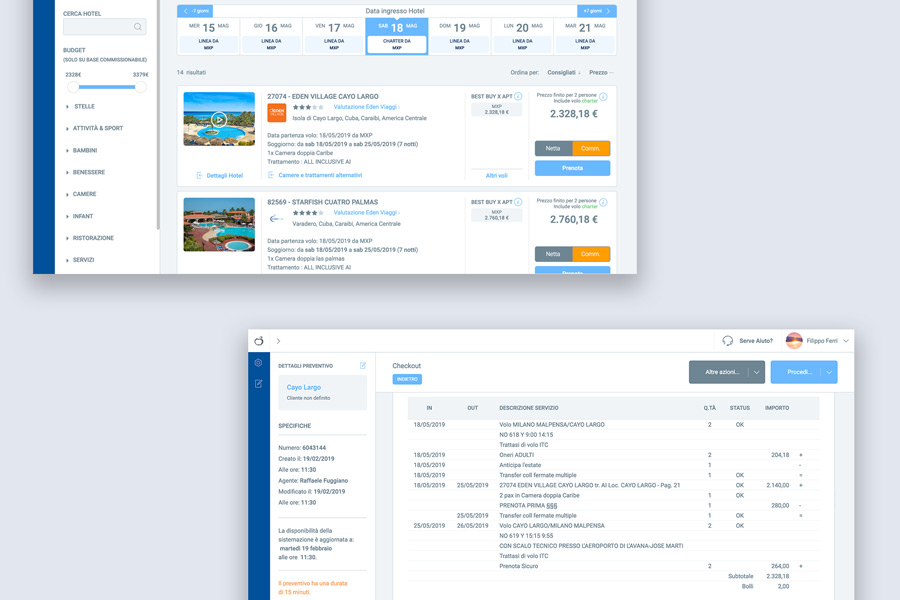 CERCA HOTEL
BUDGET
(SOLO SU BASE COMMISSIONABILE)
2328€ 3379€
STELLE
ATTIVITÀ & SPORT
BAMBINI
BENESSERE
CAMERE
INFANT
RISTORAZIONE
SERVIZI
-7 giorni
Data ingresso Hotel
+7 giorni
MER 15 MAG
LINEA DA
MXP
GIO 16 MAG
LINEA DA
MXP
VEN 17 MAG
LINEA DA
MXP
SAB 18 MAG
CHARTER DA
MXP
DOM 19 MAG
LINEA DA
MXP
LUN 20 MAG
LINEA DA
MXP
MAR 21 MAG
LINEA DA
MXP
14 risultati
Ordina per: Consigliati Prezzo
27074 - EDEN VILLAGE CAYO LARGO
Valutazione Eden Viaggi
Isola di Cayo Largo, Cuba, Caraibi, America Centrale
Data partenza volo: 18/05/2019 da MXP
Soggiorno: da sab 18/05/2019 a sab 25/05/2019 (7 notti)
1x Camera doppia Caribe
Trattamento : ALL INCLUSIVE AI
Dettagli Hotel
Camere e trattamenti alternativi
BEST BUY X APT
MXP
2.328,18 €
Altri voli
Prezzo finito per 2 persone
Include volo charter
2.328,18 €
Netta Comm.
Prenota
82569 - STARFISH CUATRO PALMAS
Valutazione Eden Viaggi
Varadero, Cuba, Caraibi, America Centrale
Data partenza volo: 18/05/2019 da MXP
Soggiorno: da sab 18/05/2019 a sab 25/05/2019 (7 notti)
1x Camera doppia las palmas
Trattamento : ALL INCLUSIVE AI
BEST BUY X APT
MXP
2.760,18 €
Prezzo finito per 2 persone
Include volo charter
2.760,18 €
Netta Comm.
Prenota
Serve Aiuto?
Filippo Ferri
DETTAGLI PREVENTIVO
Cayo Largo
Cliente non definito
SPECIFICHE
Numero: 6043144
Creato il: 19/02/2019
Alle ore: 11:30
Agente: Raffaele Fuggiano
Modificato il: 19/02/2019
Alle ore: 11:30
La disponibilità della
sistemazione è aggiornata a:
martedì 19 febbraio
alle ore 11:30.
Il preventivo ha una durata
di 15 minuti.
Checkout
INDIETRO
Altre azioni...
Procedi...
IN OUT DESCRIZIONE SERVIZIO Q.TÀ STATUS IMPORTO
18/05/2019 Volo MILANO MALPENSA/CAYO LARGO 2 OK
NO 618 Y 9:00 14:15
Trattasi di volo ITC
18/05/2019 Oneri ADULTI 2 204,18 +
18/05/2019 Anticipa l'estate 1 -
18/05/2019 Transfer coll fermate multiple 1 OK +
18/05/2019 25/05/2019 27074 EDEN VILLAGE CAYO LARGO tr. AI Loc. CAYO LARGO - Pag. 21 OK 2.140,00 +
2 pax in Camera doppia Caribe 1 OK
PRENOTA PRIMA §§§ 1 280,00 -
25/05/2019 Transfer coll fermate multiple 1 OK +
25/05/2019 26/05/2019 Volo CAYO LARGO/MILANO MALPENSA 2 OK
NO 619 Y 15:15 9:55
CON SCALO TECNICO PRESSO L'AEROPORTO DI L'AVANA-JOSE MARTI
Trattasi di volo ITC
Prenota Sicuro 2 264,00 +
Subtotale 2.328,18
Bolli 2,00